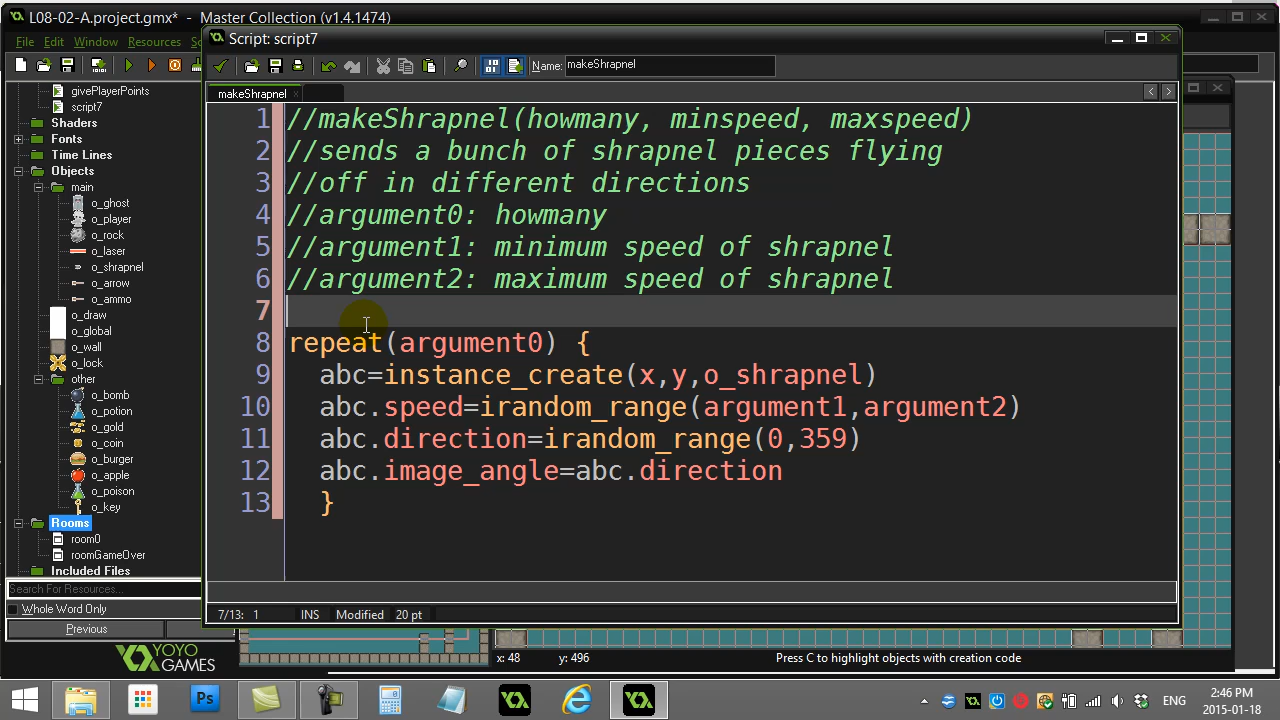 L08-02-A.project.gmx* - Master Collection (v1.4.1474)
File Edit Window Resources
Script: script7
Name: makeShrapnel
makeShrapnel
1 //makeShrapnel(howmany, minspeed, maxspeed)
2 //sends a bunch of shrapnel pieces flying
3 //off in different directions
4 //argument0: howmany
5 //argument1: minimum speed of shrapnel
6 //argument2: maximum speed of shrapnel
7
8 repeat(argument0) {
9 abc=instance_create(x,y,o_shrapnel)
10 abc.speed=irandom_range(argument1,argument2)
11 abc.direction=irandom_range(0,359)
12 abc.image_angle=abc.direction
13 }
7/13: 1 INS Modified 20 pt
givePlayerPoints
script7
Shaders
Fonts
Time Lines
Objects
main
o_ghost
o_player
o_rock
o_laser
o_shrapnel
o_arrow
o_ammo
o_draw
o_global
o_wall
o_lock
other
o_bomb
o_potion
o_gold
o_coin
o_burger
o_apple
o_poison
o_key
Rooms
room0
roomGameOver
Included Files
Search For Resources...
Whole Word Only
Previous
YOYO
GAMES
x: 48 y: 496 Press C to highlight objects with creation code
Ps
ENG
2:46 PM
2015-01-18